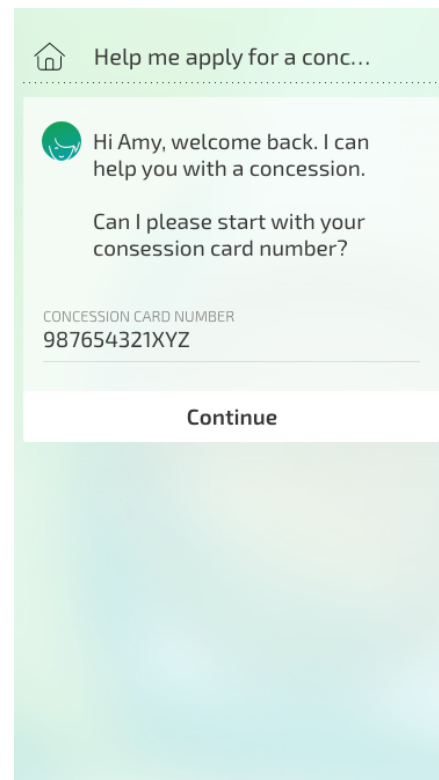 Help me apply for a conc...
Hi Amy, welcome back. I can
help you with a concession.
Can I please start with your
consession card number?
CONCESSION CARD NUMBER
987654321XYZ
Continue